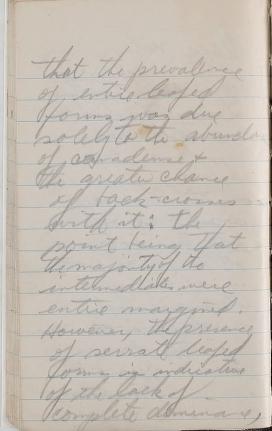 that the prevalence
of entire leafed
forms was due
solely to the abunda
of canadense &
the greater chance
of back-crosses
with it; the
point being that
the majority of the
intermediates were
entire margined.
However, the presence
of serrate leafed
forms is indicative
of the lack of
complete dominance,